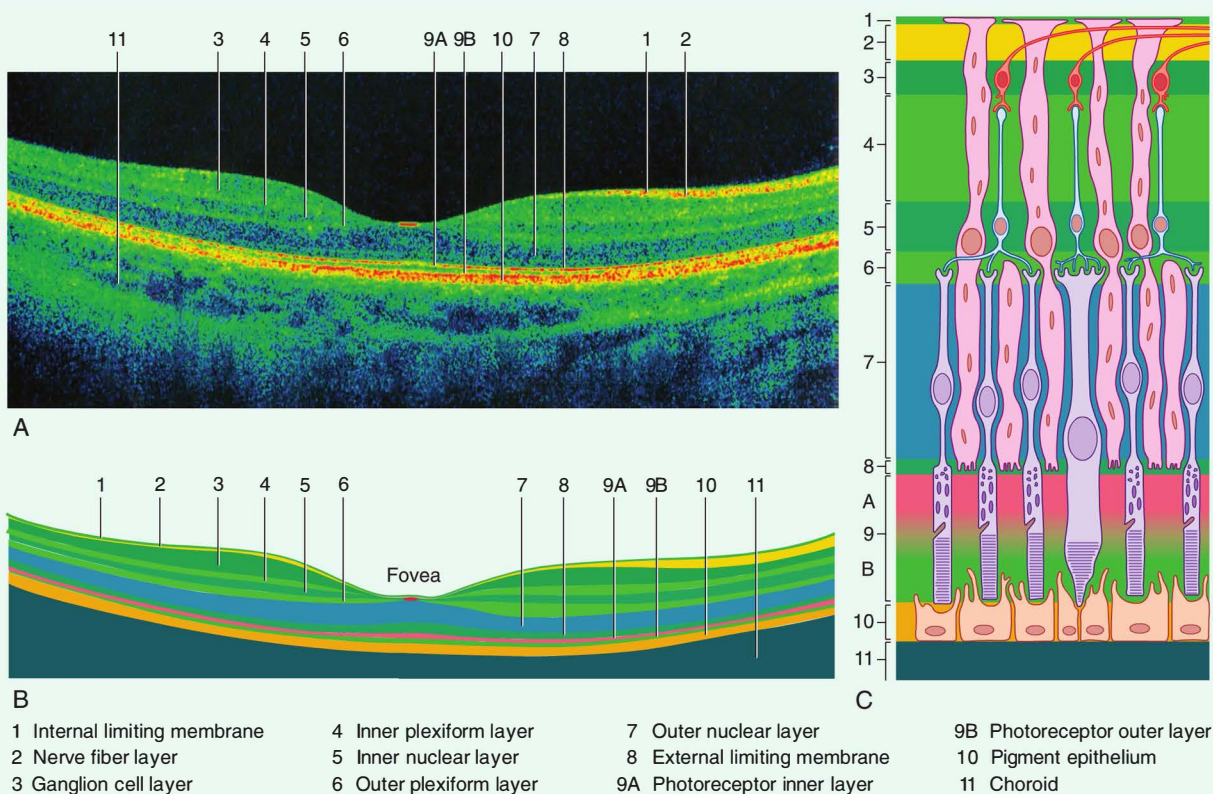 11 3 4 5 6 9A 9B 10 7 8 1 2
A
1 2 3 4 5 6 7 8 9A 9B 10 11
Fovea
B
1
2
3
4
5
6
7
8
A
9
B
10
11
C
1 Internal limiting membrane
2 Nerve fiber layer
3 Ganglion cell layer
4 Inner plexiform layer
5 Inner nuclear layer
6 Outer plexiform layer
7 Outer nuclear layer
8 External limiting membrane
9A Photoreceptor inner layer
9B Photoreceptor outer layer
10 Pigment epithelium
11 Choroid